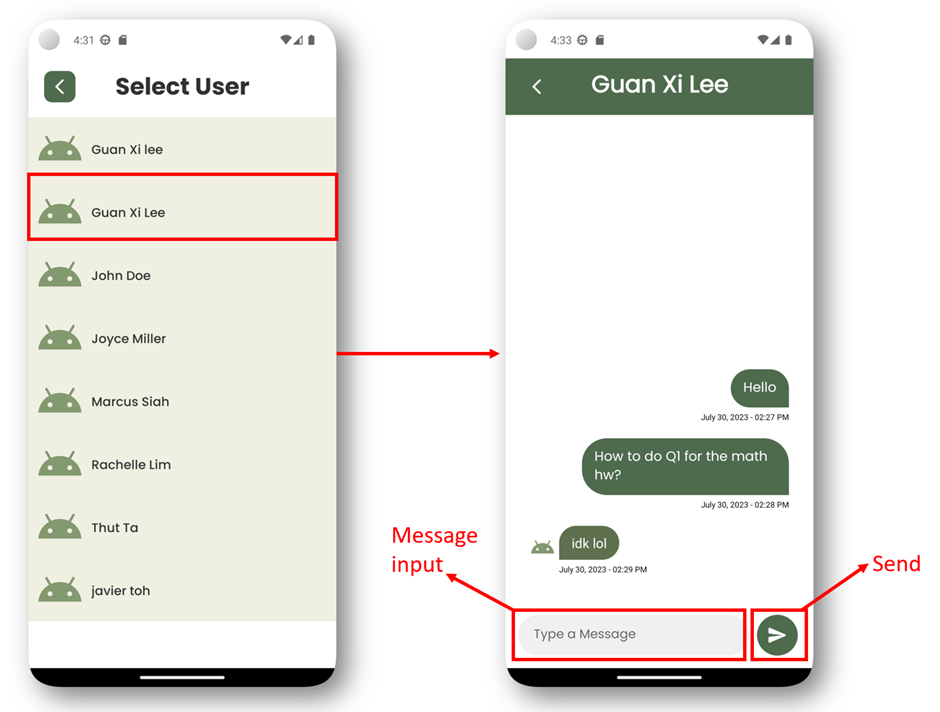 4:31
Select User
Guan Xi lee
Guan Xi Lee
John Doe
Joyce Miller
Marcus Siah
Rachelle Lim
Thut Ta
javier toh
4:33
Guan Xi Lee
Hello
July 30, 2023 - 02:27 PM
How to do Q1 for the math
hw?
July 30, 2023 - 02:28 PM
idk lol
July 30, 2023 - 02:29 PM
Type a Message
Message
input
Send